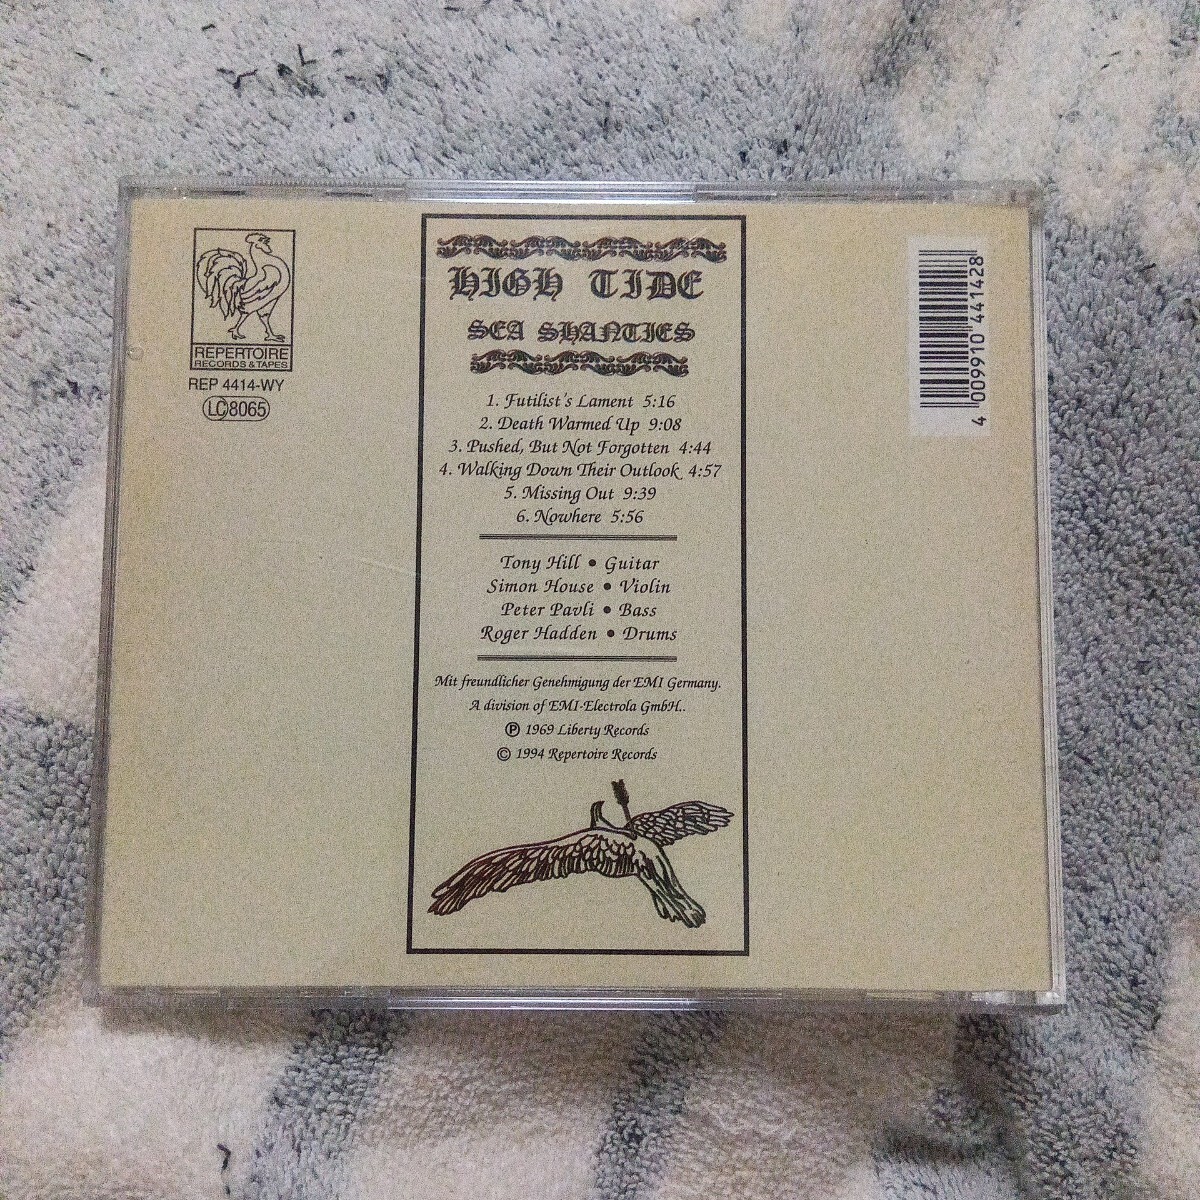 REPERTOIRE
RECORDS & TAPES
REP 4414-WY
LC 8065
HIGH TIDE
SEA SHANTIES
1. Futilist's Lament 5:16
2. Death Warmed Up 9:08
3. Pushed, But Not Forgotten 4:44
4. Walking Down Their Outlook 4:57
5. Missing Out 9:39
6. Nowhere 5:56
Tony Hill • Guitar
Simon House • Violin
Peter Pavli • Bass
Roger Hadden • Drums
Mit freundlicher Genehmigung der EMI Germany.
A division of EMI-Electrola GmbH..
℗ 1969 Liberty Records
© 1994 Repertoire Records
4 009910 441428